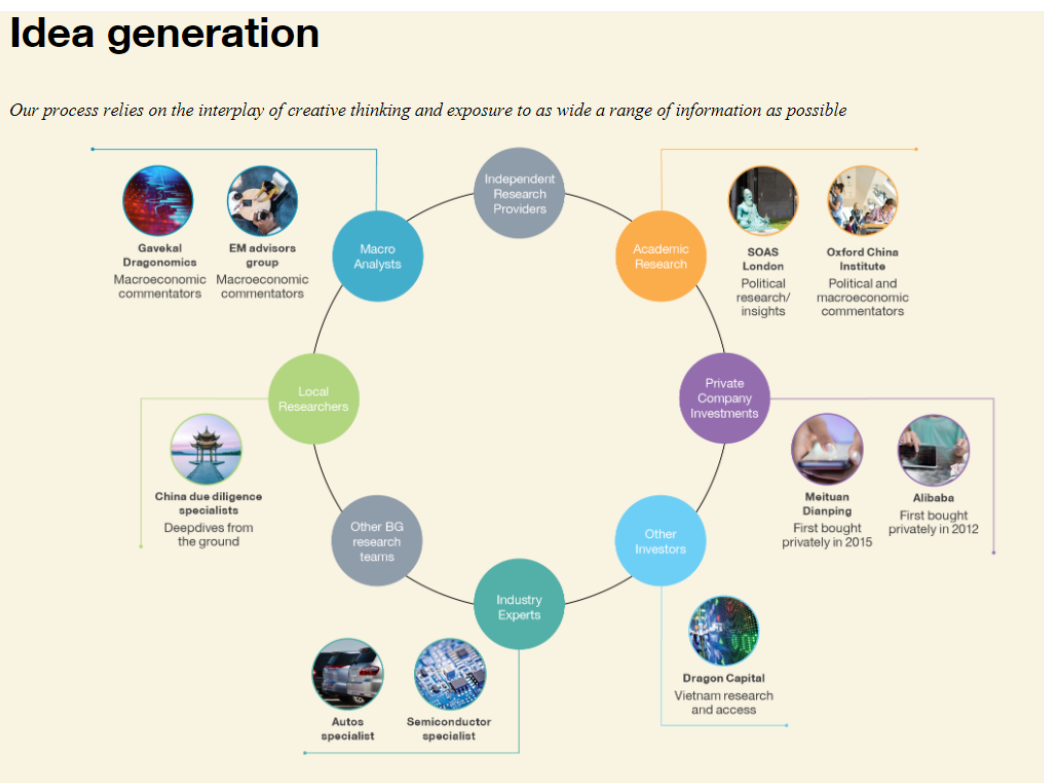 Idea generation
Our process relies on the interplay of creative thinking and exposure to as wide a range of information as possible
Independent
Research
Providers
Macro
Analysts
Gavekal
Dragonomics
Macroeconomic
commentators
EM advisors
group
Macroeconomic
commentators
Academic
Research
SOAS
London
Political
research/
insights
Oxford China
Institute
Political and
macroeconomic
commentators
Local
Researchers
China due diligence
specialists
Deepdives from
the ground
Private
Company
Investments
Meituan
Dianping
First bought
privately in 2015
Alibaba
First bought
privately in 2012
Other BG
research
teams
Other
Investors
Dragon Capital
Vietnam research
and access
Industry
Experts
Autos
specialist
Semiconductor
specialist